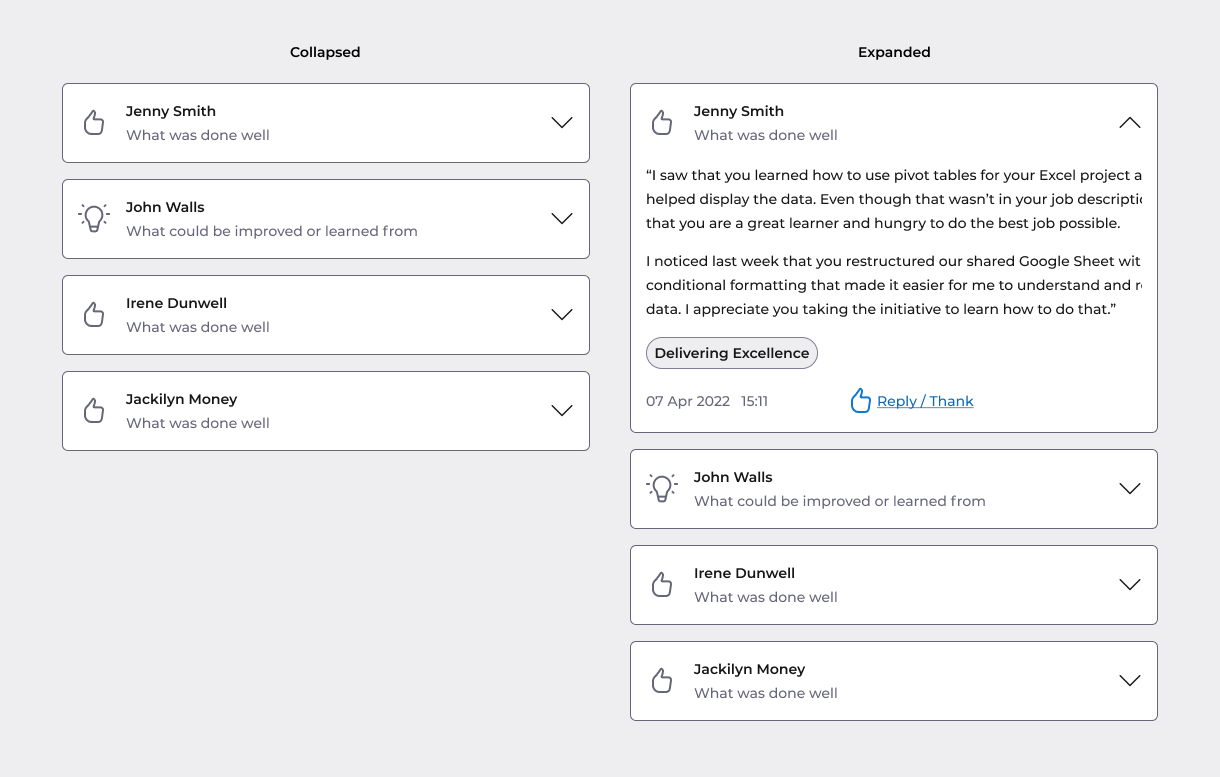 Collapsed
Jenny Smith
What was done well
John Walls
What could be improved or learned from
Irene Dunwell
What was done well
Jackilyn Money
What was done well
Expanded
Jenny Smith
What was done well
“I saw that you learned how to use pivot tables for your Excel project a
helped display the data. Even though that wasn’t in your job
that you are a great learner and hungry to do the best job possible.
I noticed last week that you restructured our shared Google Sheet
conditional formatting that made it easier for me to understand and
data. I appreciate you taking the initiative to learn how to do that.”
Delivering Excellence
07 Apr 2022 15:11
Reply / Thank
John Walls
What could be improved or learned from
Irene Dunwell
What was done well
Jackilyn Money
What was done well